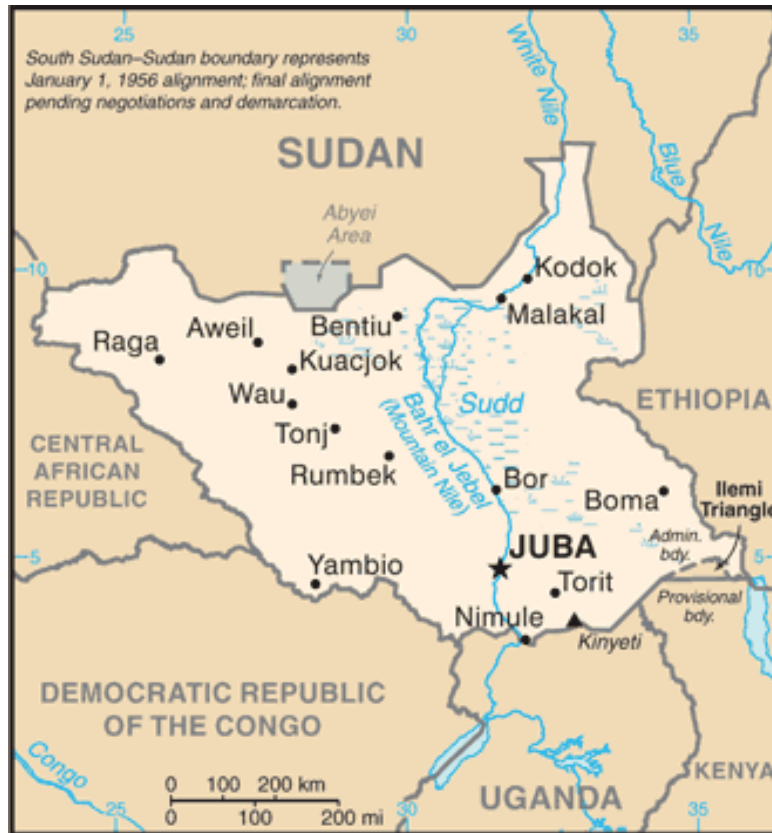 25
30
35
South Sudan–Sudan boundary represents
January 1, 1956 alignment; final alignment
pending negotiations and demarcation.
White Nile
Blue
Nile
SUDAN
Abyei
Area
10
10
Kodok
Malakal
Bentiu
Aweil
Raga
Kuacjok
Wau
Tonj
Rumbek
Sudd
Bahr el Jebel
(Mountain Nile)
ETHIOPIA
CENTRAL
AFRICAN
REPUBLIC
Bor
Boma
Ilemi
Triangle
Admin.
bdy.
5
5
JUBA
Yambio
Torit
Provisional
bdy.
Nimule
Kinyeti
DEMOCRATIC REPUBLIC
OF THE CONGO
Congo
KENYA
UGANDA
0 100 200 km
0 100 200 mi
25
30
35